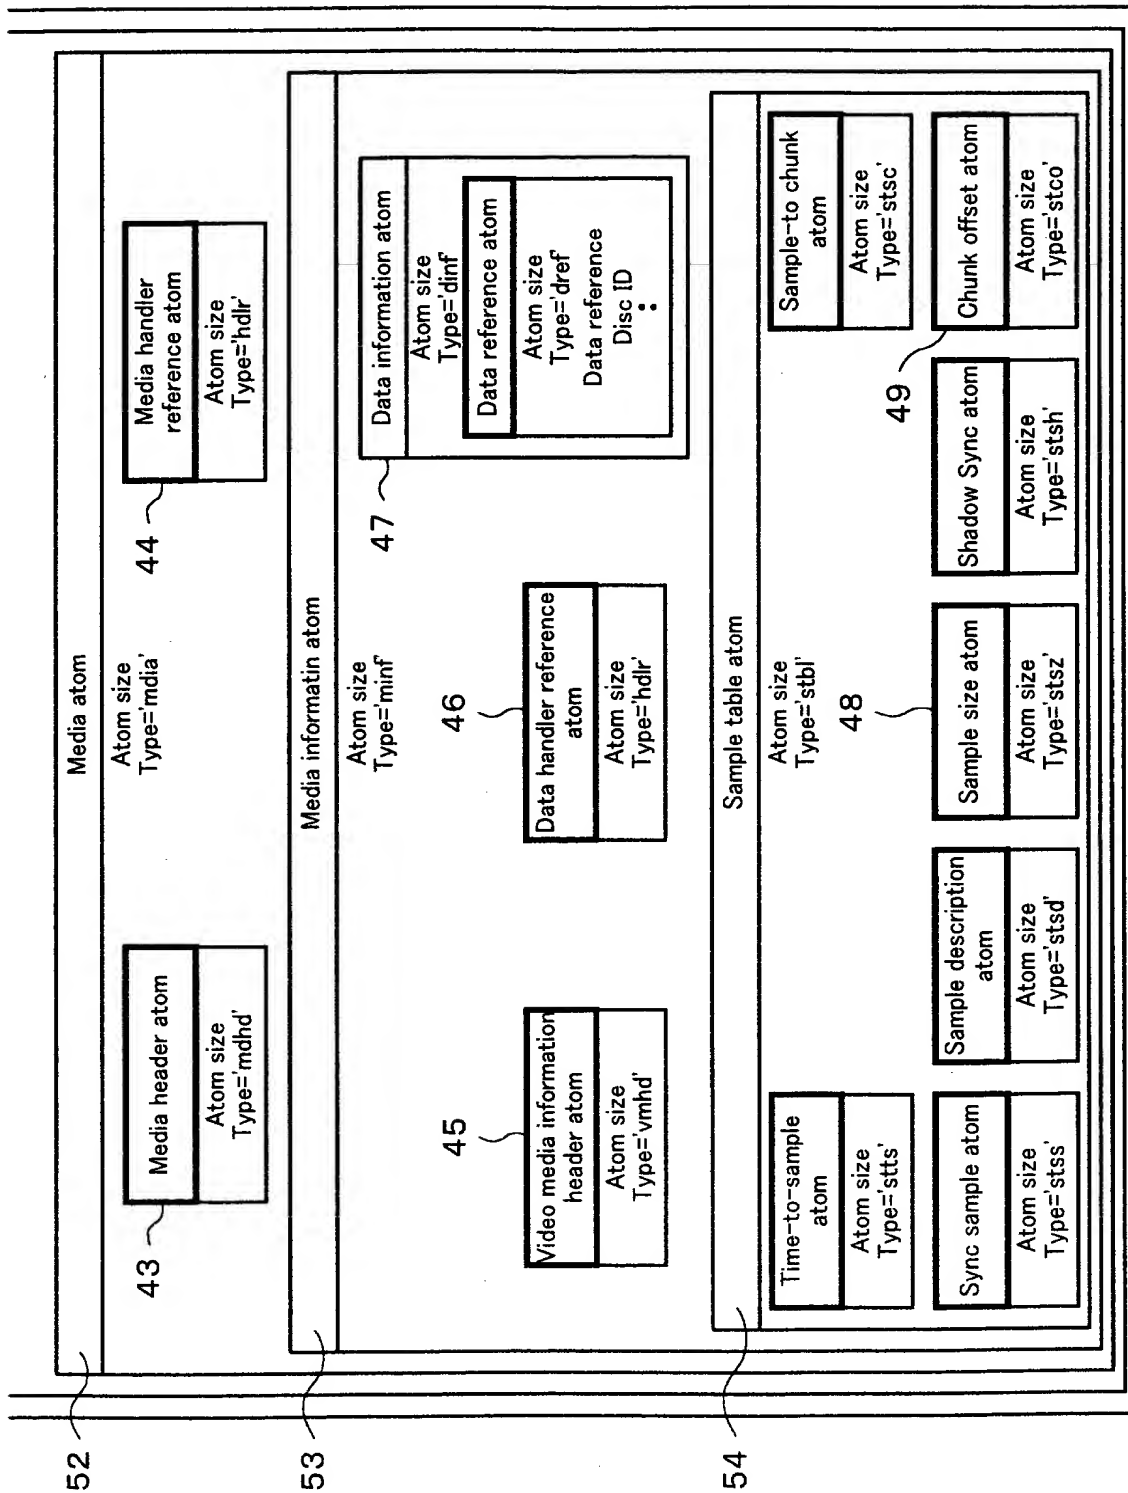 52
Media atom
Atom size
Type='mdia'
43
Media header atom
Atom size
Type='mdhd'
44
Media handler
reference atom
Atom size
Type='hdlr'
53
Media informatin atom
Atom size
Type='minf'
45
Video media information
header atom
Atom size
Type='vmhd'
46
Data handler reference
atom
Atom size
Type='hdlr'
47
Data information atom
Atom size
Type='dinf'
Data reference atom
Atom size
Type='dref'
Data reference
Disc ID
⋮
54
Sample table atom
Atom size
Type='stbl'
Time-to-sample
atom
Atom size
Type='stts'
Sample-to chunk
atom
Atom size
Type='stsc'
Sync sample atom
Atom size
Type='stss'
Sample description
atom
Atom size
Type='stsd'
48
Sample size atom
Atom size
Type='stsz'
Shadow Sync atom
Atom size
Type='stsh'
49
Chunk offset atom
Atom size
Type='stco'